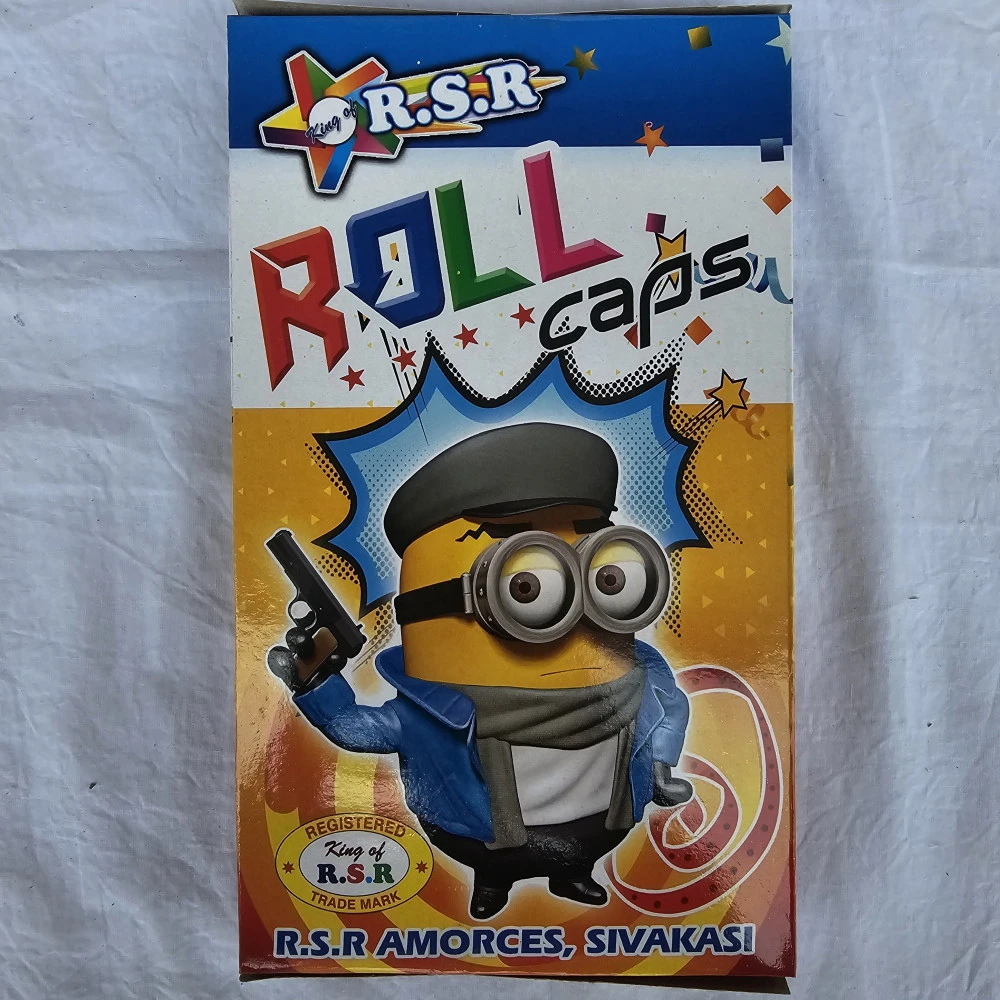 King of
R.S.R
ROLL
caps
REGISTERED
King of
R.S.R
TRADE MARK
R.S.R AMORCES, SIVAKASI